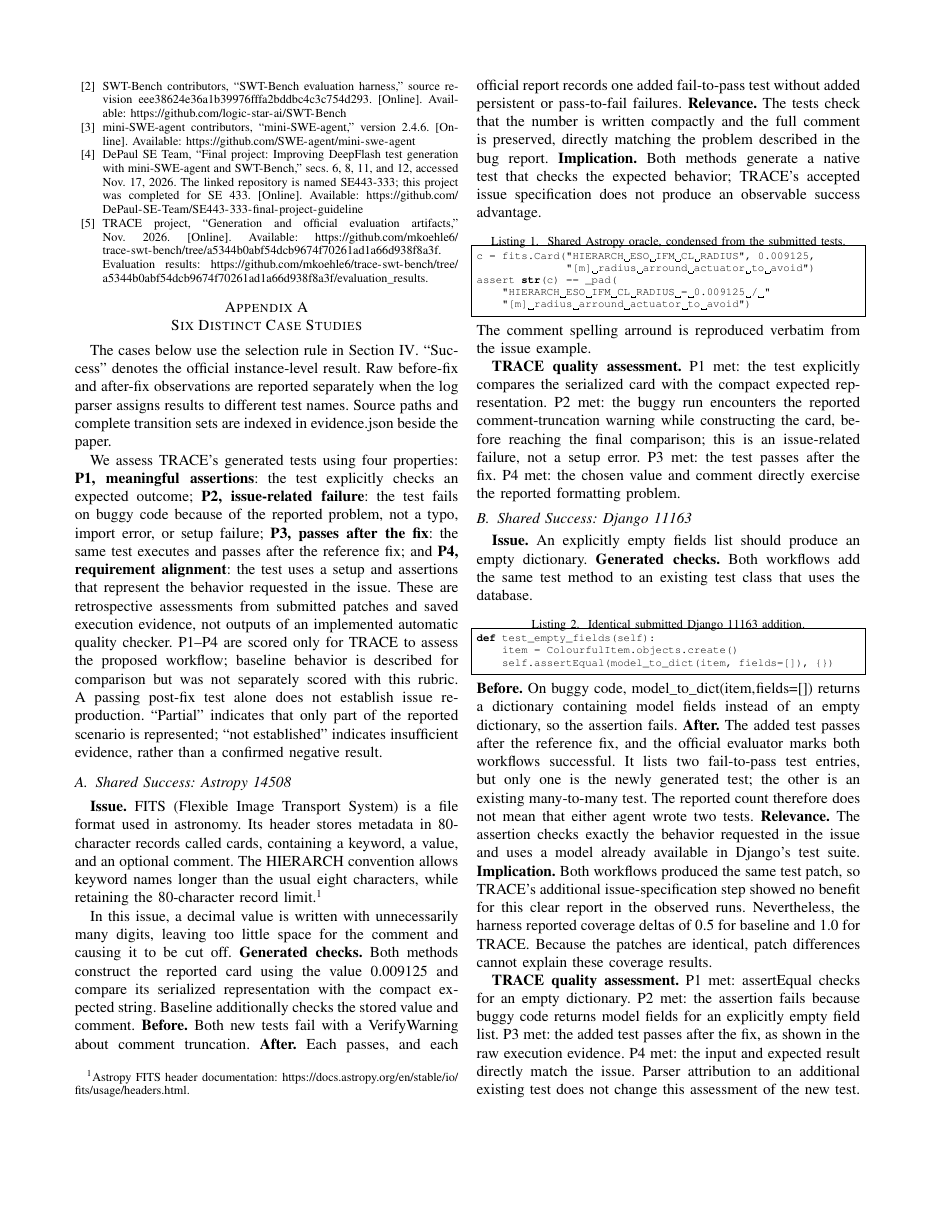 [2] SWT-Bench contributors, “SWT-Bench evaluation harness,” source re-
vision eee38624e36a1b39976fffa2bddbc4c3c754d293. [Online]. Avail-
able: https://github.com/logic-star-ai/SWT-Bench
[3] mini-SWE-agent contributors, “mini-SWE-agent,” version 2.4.6. [On-
line]. Available: https://github.com/SWE-agent/mini-swe-agent
[4] DePaul SE Team, “Final project: Improving DeepFlash test generation
with mini-SWE-agent and SWT-Bench,” secs. 6, 8, 11, and 12, accessed
Nov. 17, 2026. The linked repository is named SE443-333; this project
was completed for SE 433. [Online]. Available: https://github.com/
DePaul-SE-Team/SE443-333-final-project-guideline
[5] TRACE project, “Generation and official evaluation artifacts,”
Nov. 2026. [Online]. Available: https://github.com/mkoehle6/
trace-swt-bench/tree/a5344b0abf54dcb9674f70261ad1a66d938f8a3f.
Evaluation results: https://github.com/mkoehle6/trace-swt-bench/tree/
a5344b0abf54dcb9674f70261ad1a66d938f8a3f/evaluation_results.
APPENDIX A
SIX DISTINCT CASE STUDIES
The cases below use the selection rule in Section IV. “Suc-
cess” denotes the official instance-level result. Raw before-fix
and after-fix observations are reported separately when the log
parser assigns results to different test names. Source paths and
complete transition sets are indexed in evidence.json beside the
paper.
We assess TRACE’s generated tests using four properties:
P1, meaningful assertions: the test explicitly checks an
expected outcome; P2, issue-related failure: the test fails
on buggy code because of the reported problem, not a typo,
import error, or setup failure; P3, passes after the fix: the
same test executes and passes after the reference fix; and P4,
requirement alignment: the test uses a setup and assertions
that represent the behavior requested in the issue. These are
retrospective assessments from submitted patches and saved
execution evidence, not outputs of an implemented automatic
quality checker. P1–P4 are scored only for TRACE to assess
the proposed workflow; baseline behavior is described for
comparison but was not separately scored with this rubric.
A passing post-fix test alone does not establish issue re-
production. “Partial” indicates that only part of the reported
scenario is represented; “not established” indicates insufficient
evidence, rather than a confirmed negative result.
A. Shared Success: Astropy 14508
Issue. FITS (Flexible Image Transport System) is a file
format used in astronomy. Its header stores metadata in 80-
character records called cards, containing a keyword, a value,
and an optional comment. The HIERARCH convention allows
keyword names longer than the usual eight characters, while
retaining the 80-character record limit.1
In this issue, a decimal value is written with unnecessarily
many digits, leaving too little space for the comment and
causing it to be cut off. Generated checks. Both methods
construct the reported card using the value 0.009125 and
compare its serialized representation with the compact ex-
pected string. Baseline additionally checks the stored value and
comment. Before. Both new tests fail with a VerifyWarning
about comment truncation. After. Each passes, and each
1Astropy FITS header documentation: https://docs.astropy.org/en/stable/io/
fits/usage/headers.html.
official report records one added fail-to-pass test without added
persistent or pass-to-fail failures. Relevance. The tests check
that the number is written compactly and the full comment
is preserved, directly matching the problem described in the
bug report. Implication. Both methods generate a native
test that checks the expected behavior; TRACE’s accepted
issue specification does not produce an observable success
advantage.
Listing 1. Shared Astropy oracle, condensed from the submitted tests.
c = fits.Card("HIERARCH␣ESO␣IFM␣CL␣RADIUS", 0.009125,
"[m]␣radius␣arround␣actuator␣to␣avoid")
assert str(c) == _pad(
"HIERARCH␣ESO␣IFM␣CL␣RADIUS␣=␣0.009125␣/␣"
"[m]␣radius␣arround␣actuator␣to␣avoid")
The comment spelling arround is reproduced verbatim from
the issue example.
TRACE quality assessment. P1 met: the test explicitly
compares the serialized card with the compact expected rep-
resentation. P2 met: the buggy run encounters the reported
comment-truncation warning while constructing the card, be-
fore reaching the final comparison; this is an issue-related
failure, not a setup error. P3 met: the test passes after the
fix. P4 met: the chosen value and comment directly exercise
the reported formatting problem.
B. Shared Success: Django 11163
Issue. An explicitly empty fields list should produce an
empty dictionary. Generated checks. Both workflows add
the same test method to an existing test class that uses the
database.
Listing 2. Identical submitted Django 11163 addition.
def test_empty_fields(self):
item = ColourfulItem.objects.create()
self.assertEqual(model_to_dict(item, fields=[]), {})
Before. On buggy code, model_to_dict(item,fields=[]) returns
a dictionary containing model fields instead of an empty
dictionary, so the assertion fails. After. The added test passes
after the reference fix, and the official evaluator marks both
workflows successful. It lists two fail-to-pass test entries,
but only one is the newly generated test; the other is an
existing many-to-many test. The reported count therefore does
not mean that either agent wrote two tests. Relevance. The
assertion checks exactly the behavior requested in the issue
and uses a model already available in Django’s test suite.
Implication. Both workflows produced the same test patch, so
TRACE’s additional issue-specification step showed no benefit
for this clear report in the observed runs. Nevertheless, the
harness reported coverage deltas of 0.5 for baseline and 1.0 for
TRACE. Because the patches are identical, patch differences
cannot explain these coverage results.
TRACE quality assessment. P1 met: assertEqual checks
for an empty dictionary. P2 met: the assertion fails because
buggy code returns model fields for an explicitly empty field
list. P3 met: the added test passes after the fix, as shown in the
raw execution evidence. P4 met: the input and expected result
directly match the issue. Parser attribution to an additional
existing test does not change this assessment of the new test.